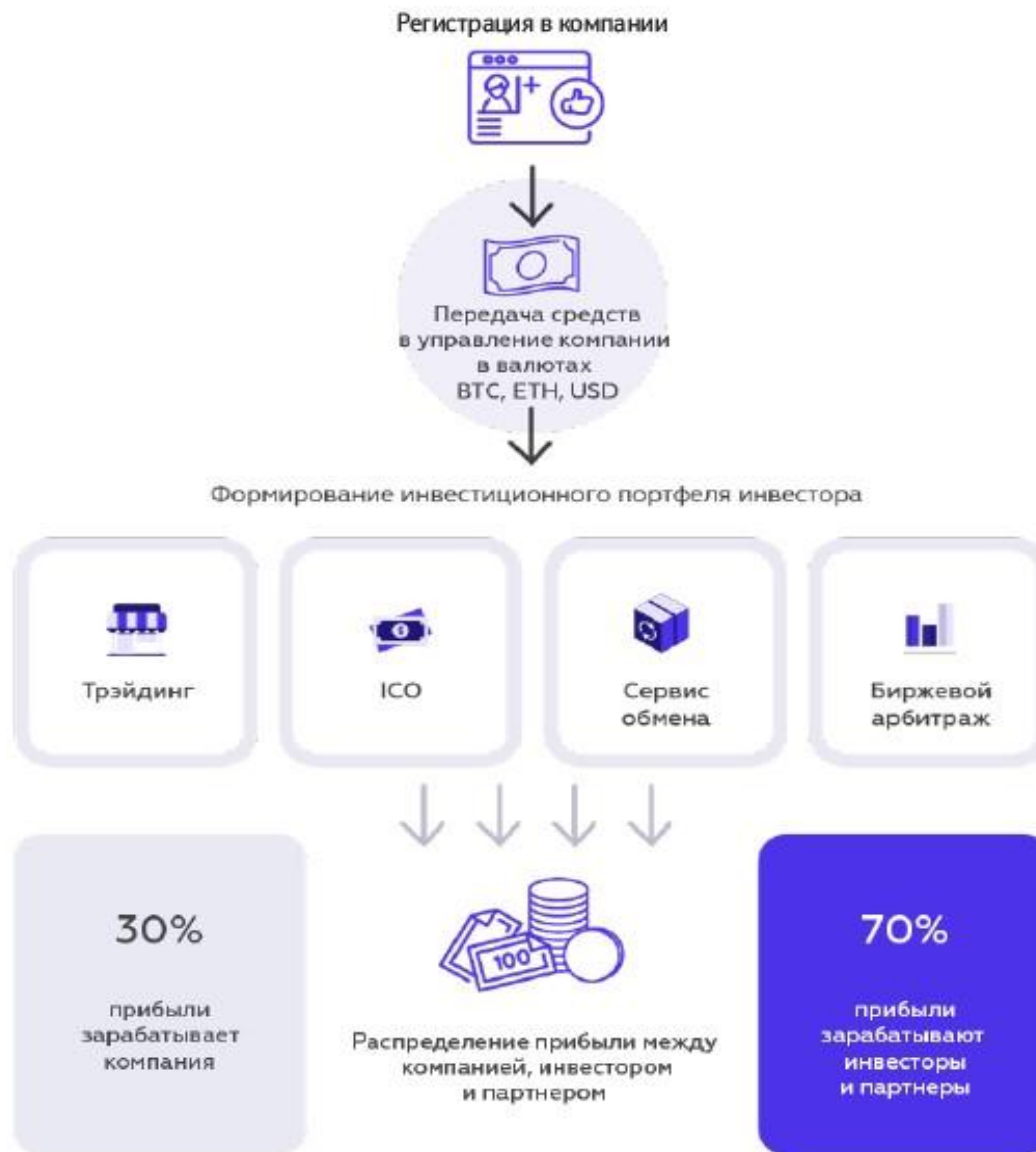 Регистрация в компании
Передача средств
в управление компании
в валютах
BTC, ETH, USD
Формирование инвестиционного портфеля инвестора
Трэйдинг
ICO
Сервис
обмена
Биржевой
арбитраж
30%
прибыли
зарабатывает
компания
100
Распределение прибыли между
компанией, инвестором
и партнером
70%
прибыли
зарабатывают
инвесторы
и партнеры